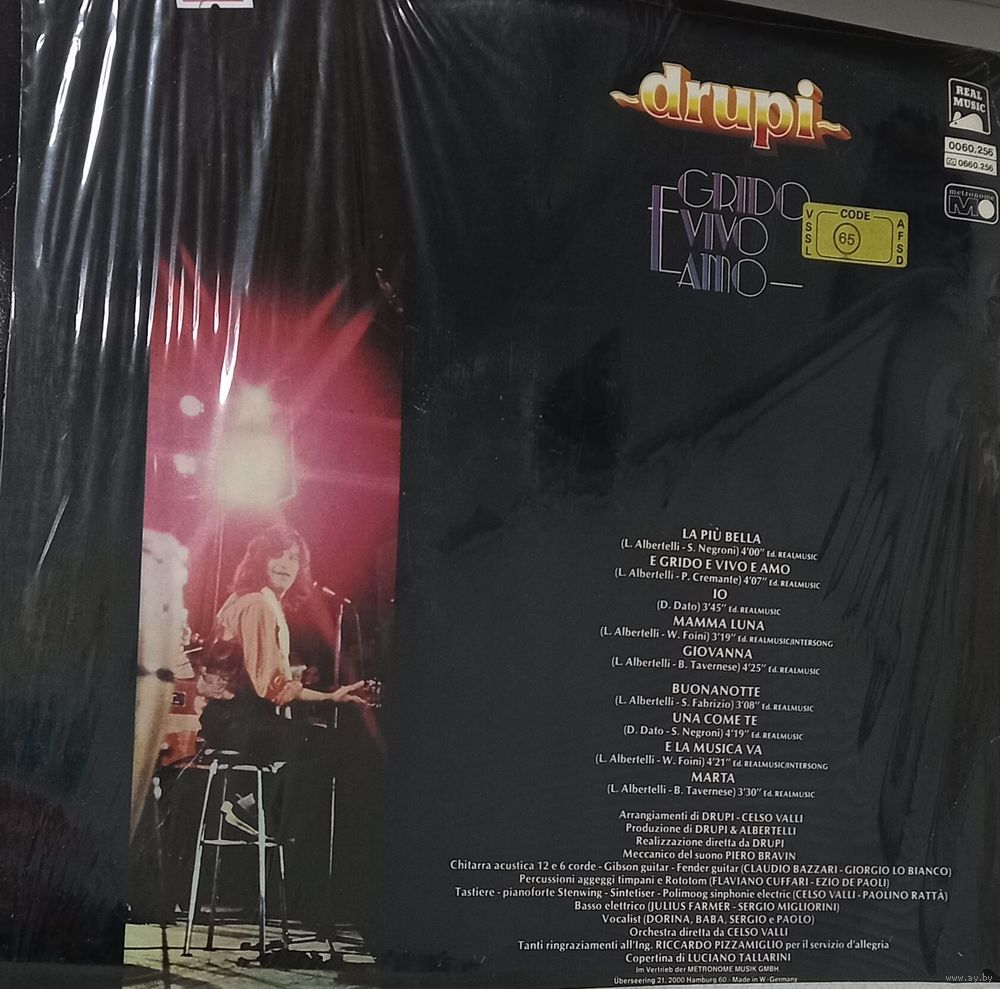 drupi
REAL
MUSIC
0060.256
0660.256
metronome
GRIDO
E VIVO
AMO
VSSL
CODE
65
AFSD
LA PIÙ BELLA
(L. Albertelli - S. Negroni) 4'00" Ed. REALMUSIC
E GRIDO E VIVO E AMO
(L. Albertelli - P. Cremante) 4'07" Ed. REALMUSIC
IO
(D. Dato) 3'45" Ed. REALMUSIC
MAMMA LUNA
(L. Albertelli - W. Foini) 3'19" Ed. REALMUSIC/INTERSONG
GIOVANNA
(L. Albertelli - B. Tavernese) 4'25" Ed. REALMUSIC
BUONANOTTE
(L. Albertelli - S. Fabrizio) 3'08" Ed. REALMUSIC
UNA COME TE
(D. Dato - S. Negroni) 4'19" Ed. REALMUSIC
E LA MUSICA VA
(L. Albertelli - W. Foini) 4'21" Ed. REALMUSIC/INTERSONG
MARTA
(L. Albertelli - B. Tavernese) 3'30" Ed. REALMUSIC
Arrangiamenti di DRUPI - CELSO VALLI
Produzione di DRUPI & ALBERTELLI
Realizzazione diretta da DRUPI
Meccanico del suono PIERO BRAVIN
Chitarra acustica 12 e 6 corde - Gibson guitar - Fender guitar (CLAUDIO BAZZARI - GIORGIO LO BIANCO)
Percussioni aggeggi timpani e Rototom (FLAVIANO CUFFARI - EZIO DE PAOLI)
Tastiere - pianoforte Stenwing - Sintetiser - Polimoog sinphonie electric (CELSO VALLI - PAOLINO RATTÀ)
Basso elettrico (JULIUS FARMER - SERGIO MIGLIORINI)
Vocalist (DORINA, BABA, SERGIO e PAOLO)
Orchestra diretta da CELSO VALLI
Tanti ringraziamenti all'Ing. RICCARDO PIZZAMIGLIO per il servizio d'allegria
Copertina di LUCIANO TALLARINI
Im Vertrieb der METRONOME MUSIK GMBH.
Überseering 21, 2000 Hamburg 60 - Made in W.-Germany
www.ay.by